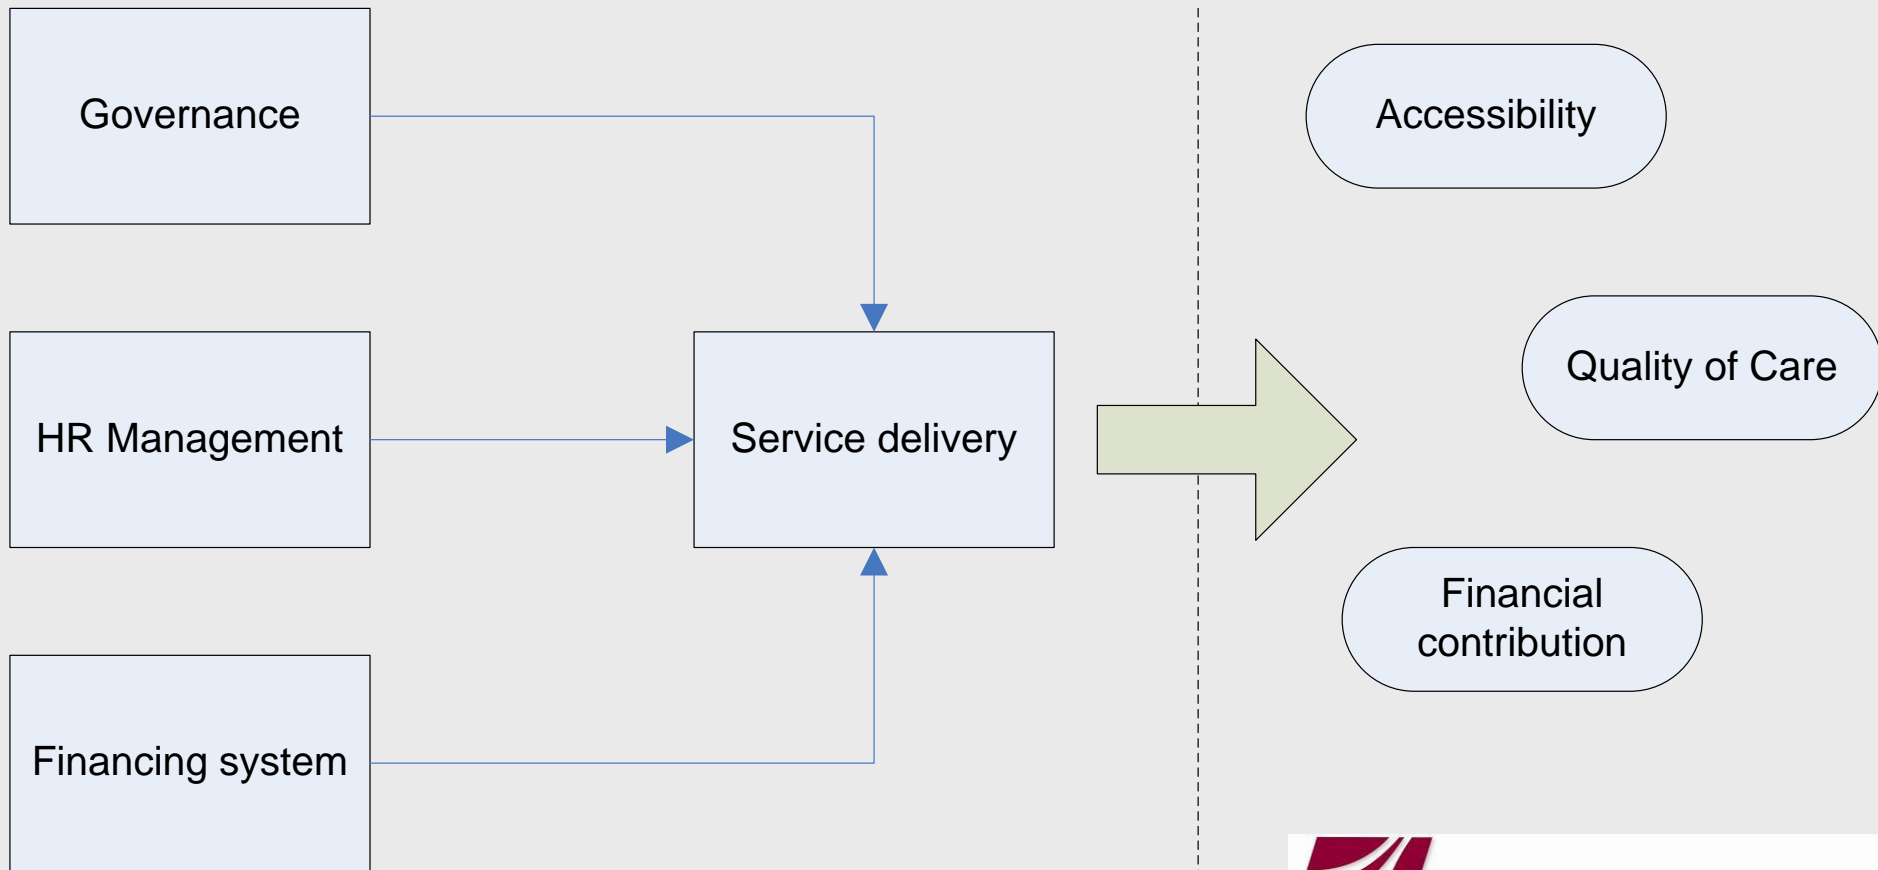 Governance
Accessibility
Quality of Care
HR Management
Service delivery
Financial
contribution
Financing system